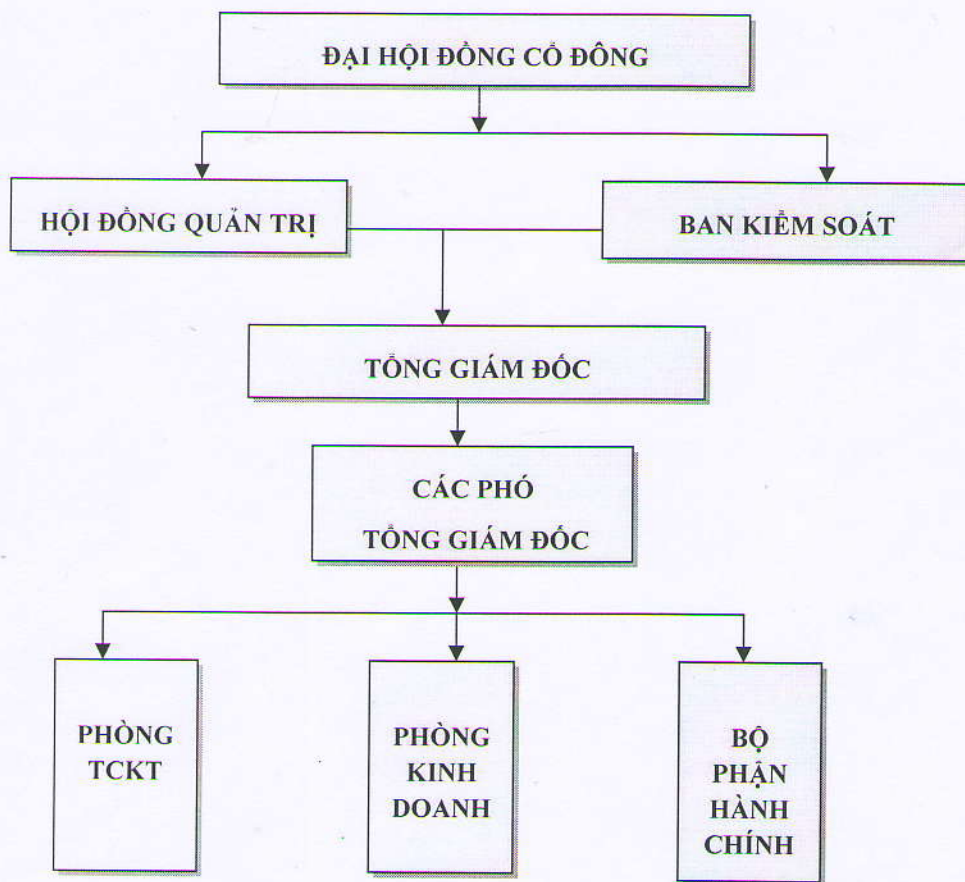 ĐẠI HỘI ĐỒNG CỔ ĐÔNG
HỘI ĐỒNG QUẢN TRỊ
BAN KIỂM SOÁT
TỔNG GIÁM ĐỐC
CÁC PHÓ
TỔNG GIÁM ĐỐC
PHÒNG
TCKT
PHÒNG
KINH
DOANH
BỘ
PHẬN
HÀNH
CHÍNH